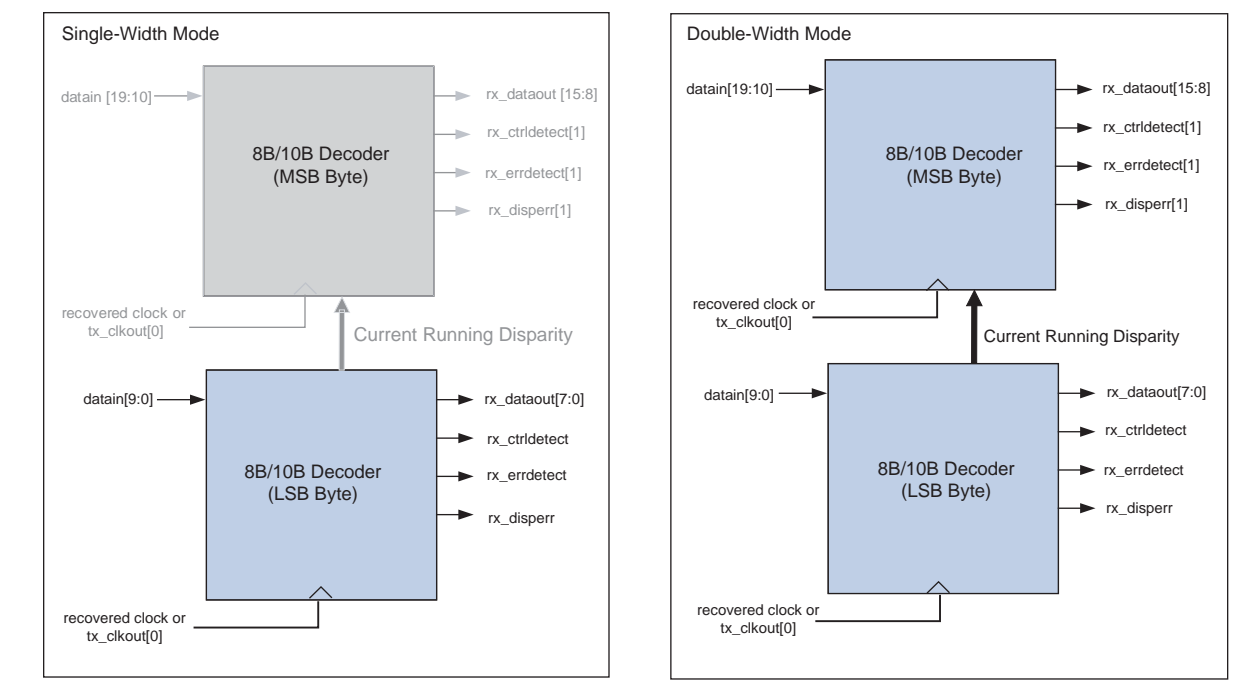 Single-Width Mode
datain [19:10]
8B/10B Decoder
(MSB Byte)
rx_dataout [15:8]
rx_ctrldetect[1]
rx_errdetect[1]
rx_disperr[1]
recovered clock or
tx_clkout[0]
Current Running Disparity
datain[9:0]
8B/10B Decoder
(LSB Byte)
rx_dataout[7:0]
rx_ctrldetect
rx_errdetect
rx_disperr
recovered clock or
tx_clkout[0]
Double-Width Mode
datain[19:10]
8B/10B Decoder
(MSB Byte)
rx_dataout[15:8]
rx_ctrldetect[1]
rx_errdetect[1]
rx_disperr[1]
recovered clock or
tx_clkout[0]
Current Running Disparity
datain[9:0]
8B/10B Decoder
(LSB Byte)
rx_dataout[7:0]
rx_ctrldetect
rx_errdetect
rx_disperr
recovered clock or
tx_clkout[0]